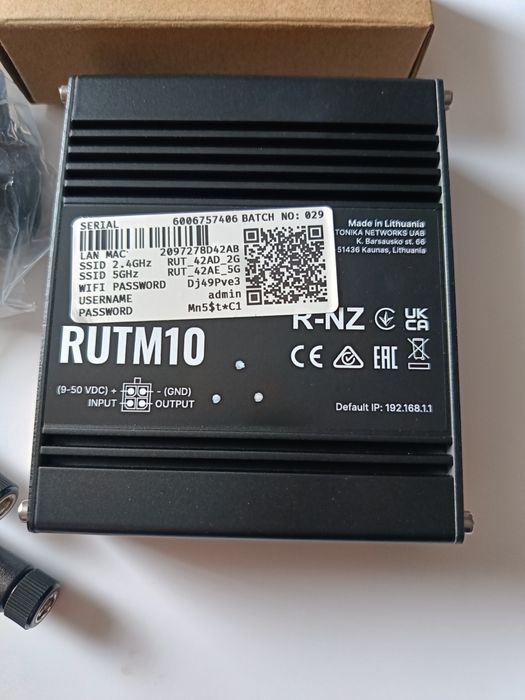 SERIAL 6006757406 BATCH NO: 029
LAN MAC 2097278D42AB
SSID 2.4GHz RUT_42AD_2G
SSID 5GHz RUT_42AE_5G
WIFI PASSWORD Dj49Pve3
USERNAME admin
PASSWORD Mn5$t*C1
Made in Lithuania
TONIKA NETWORKS UAB
K. Barsausko st. 66
51436 Kaunas, Lithuania
R-NZ
UK
CA
RUTM10
CE
EAC
(9-50 VDC) + - (GND)
INPUT OUTPUT
Default IP: 192.168.1.1